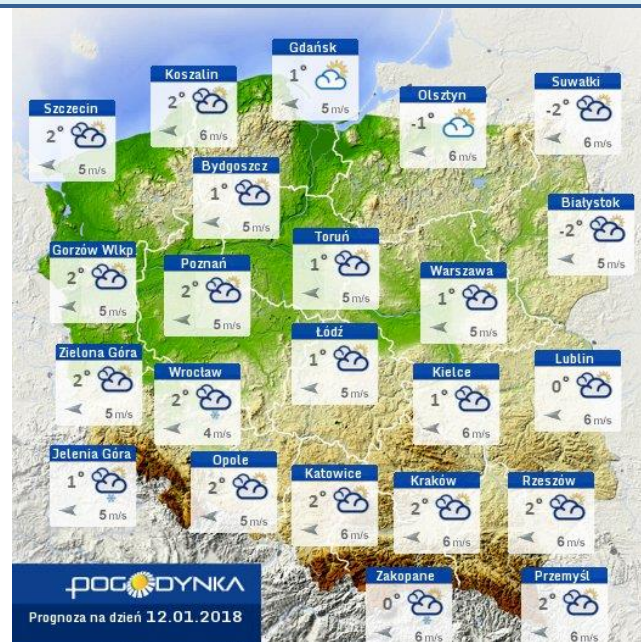 Gdańsk
1°
5 m/s
Koszalin
2°
6 m/s
Suwałki
-2°
6 m/s
Olsztyn
-1°
6 m/s
Szczecin
2°
5 m/s
Bydgoszcz
1°
5 m/s
Białystok
-2°
5 m/s
Toruń
1°
5 m/s
Gorzów Wlkp
2°
5 m/s
Poznań
2°
5 m/s
Warszawa
1°
5 m/s
Łódź
1°
5 m/s
Zielona Góra
2°
5 m/s
Wrocław
2°
4 m/s
Kielce
1°
6 m/s
Lublin
0°
6 m/s
Jelenia Góra
1°
5 m/s
Opole
2°
5 m/s
Katowice
2°
6 m/s
Kraków
2°
6 m/s
Rzeszów
2°
6 m/s
Zakopane
0°
6 m/s
Przemyśl
2°
6 m/s
POGODYNKA
Prognoza na dzień 12.01.2018